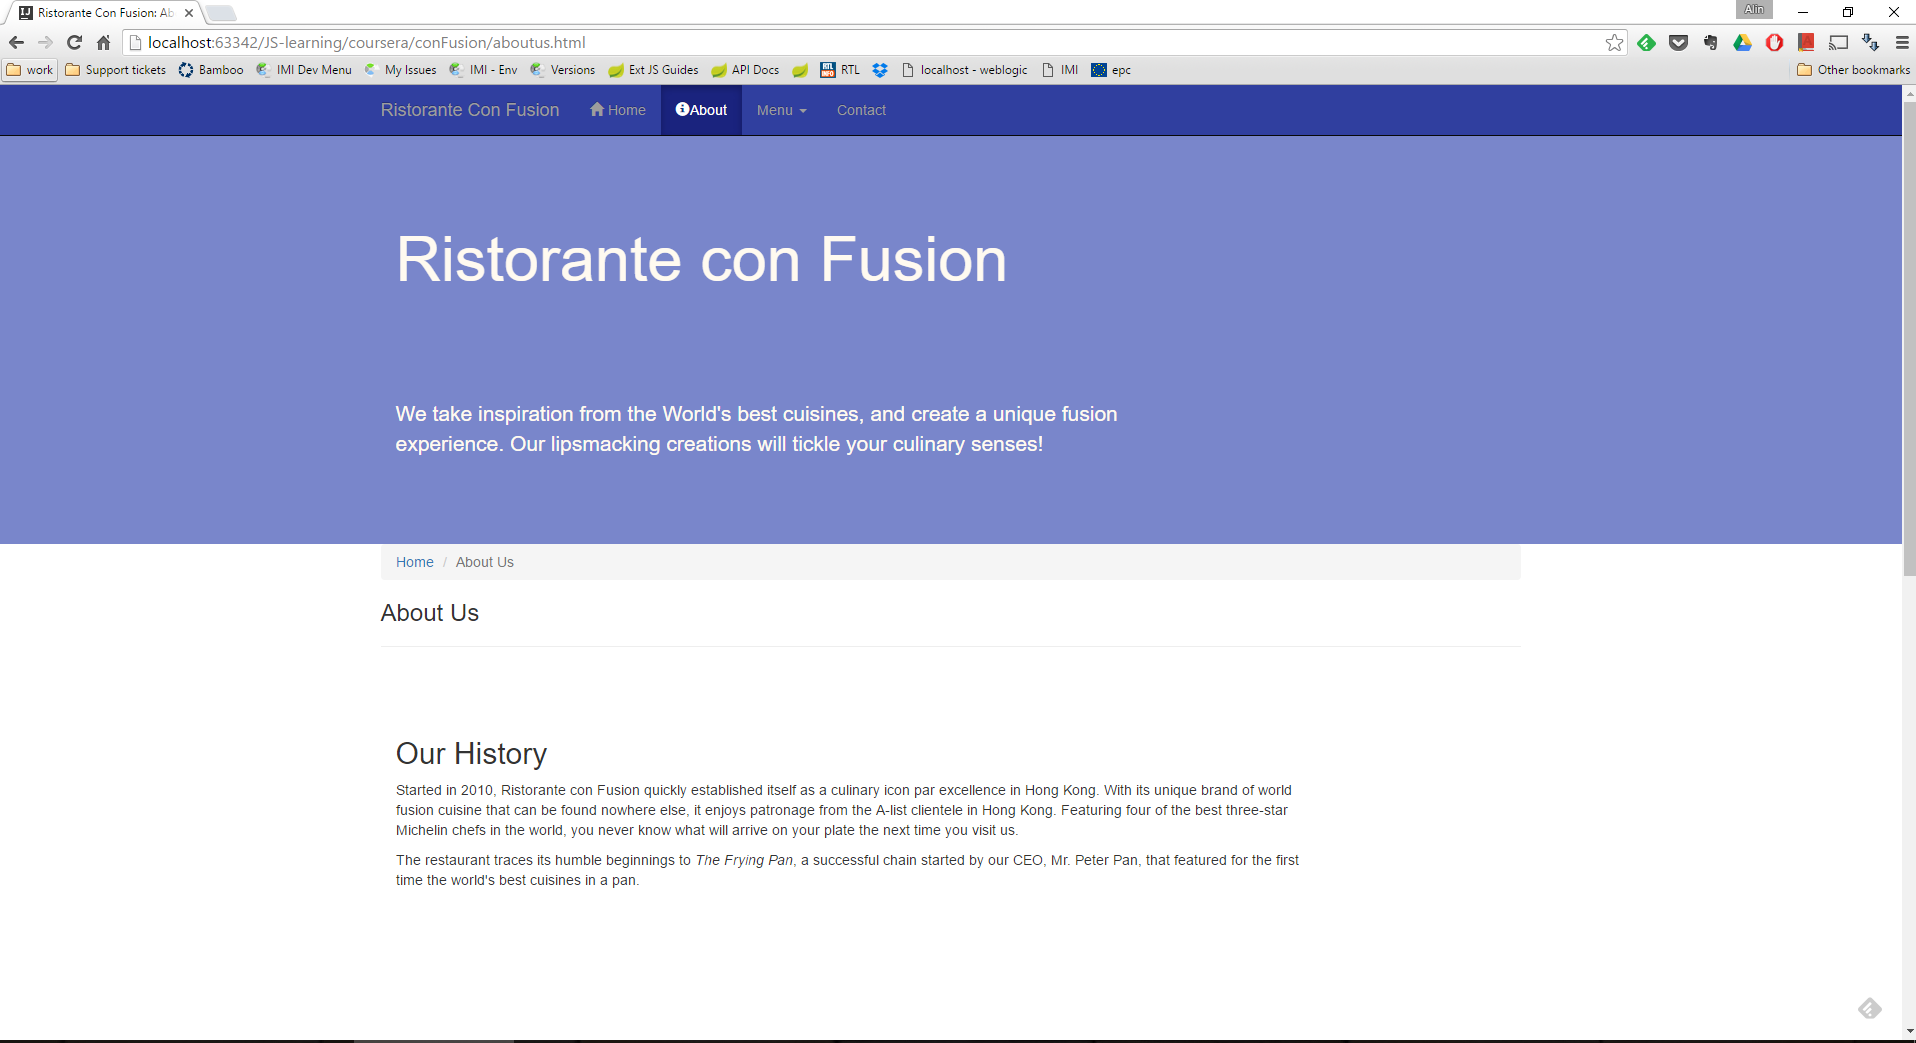 Ristorante Con Fusion: Ab
Alin
localhost:63342/JS-learning/coursera/conFusion/aboutus.html
work Support tickets Bamboo IMI Dev Menu My Issues IMI - Env Versions Ext JS Guides API Docs RTL INFO RTL localhost - weblogic IMI epc Other bookmarks
Ristorante Con Fusion Home About Menu Contact
Ristorante con Fusion
We take inspiration from the World's best cuisines, and create a unique fusion
experience. Our lipsmacking creations will tickle your culinary senses!
Home / About Us
About Us
Our History
Started in 2010, Ristorante con Fusion quickly established itself as a culinary icon par excellence in Hong Kong. With its unique brand of world
fusion cuisine that can be found nowhere else, it enjoys patronage from the A-list clientele in Hong Kong. Featuring four of the best three-star
Michelin chefs in the world, you never know what will arrive on your plate the next time you visit us.
The restaurant traces its humble beginnings to The Frying Pan, a successful chain started by our CEO, Mr. Peter Pan, that featured for the first
time the world's best cuisines in a pan.